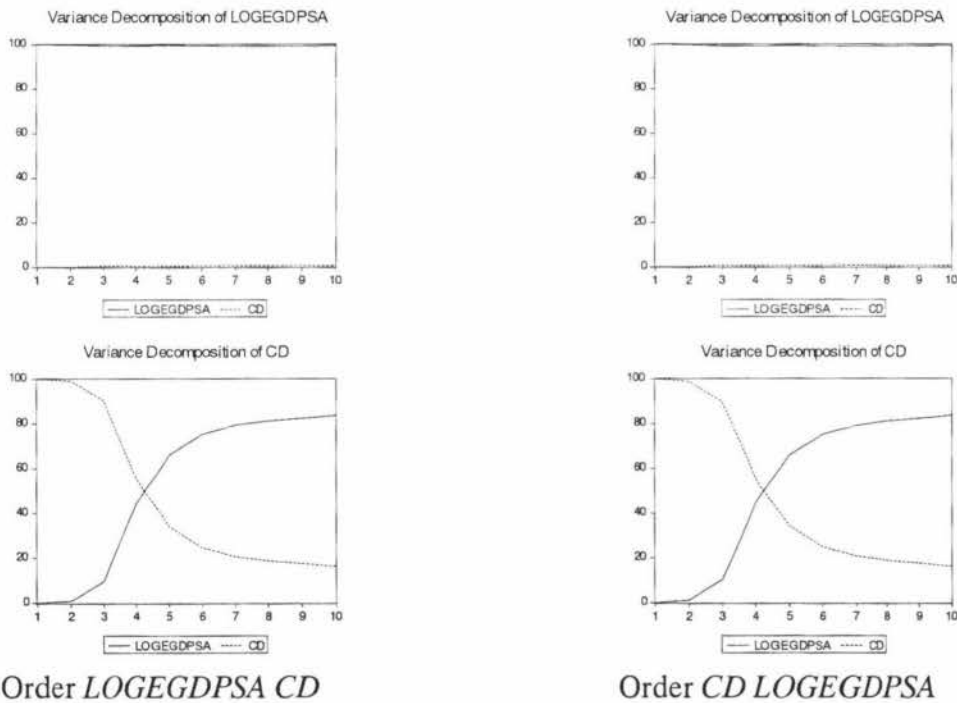 Variance Decomposition of LOGEGDPSA
100
80
60
40
20
0
1 2 3 4 5 6 7 8 9 10
LOGEGDPSA CD
Variance Decomposition of CD
100
80
60
40
20
0
1 2 3 4 5 6 7 8 9 10
LOGEGDPSA CD
Order LOGEGDPSA CD
Variance Decomposition of LOGEGDPSA
100
80
60
40
20
0
1 2 3 4 5 6 7 8 9 10
LOGEGDPSA CD
Variance Decomposition of CD
100
80
60
40
20
0
1 2 3 4 5 6 7 8 9 10
LOGEGDPSA CD
Order CD LOGEGDPSA